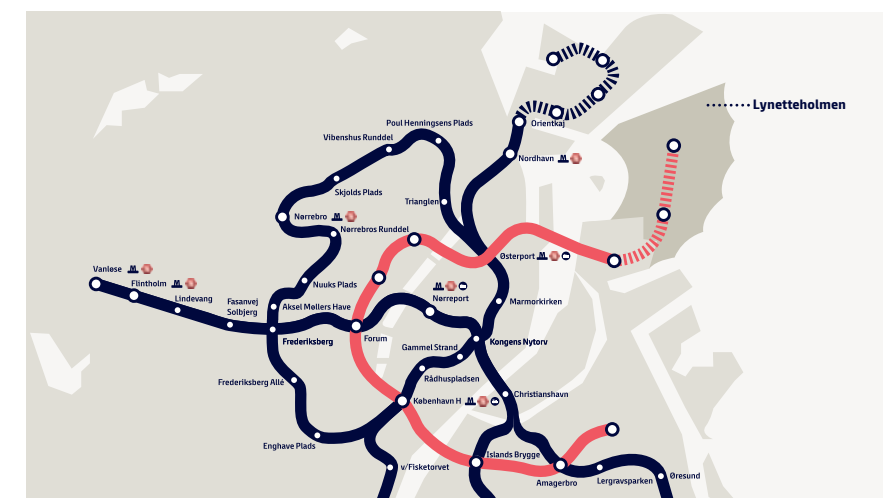 Lynetteholmen
Orientkaj
Poul Henningsens Plads
Vibenshus Runddel
Nordhavn
Skjolds Plads
Trianglen
Nørrebro
Nørrebros Runddel
Østerport
Vanløse
Flintholm
Lindevang
Nuuks Plads
Nørreport
Marmorkirken
Fasanvej
Solbjerg
Aksel Møllers Have
Frederiksberg
Forum
Gammel Strand
Kongens Nytorv
Rådhuspladsen
Frederiksberg Allé
København H
Christianshavn
Enghave Plads
v/Fisketorvet
Islands Brygge
Amagerbro
Lergravsparken
Øresund